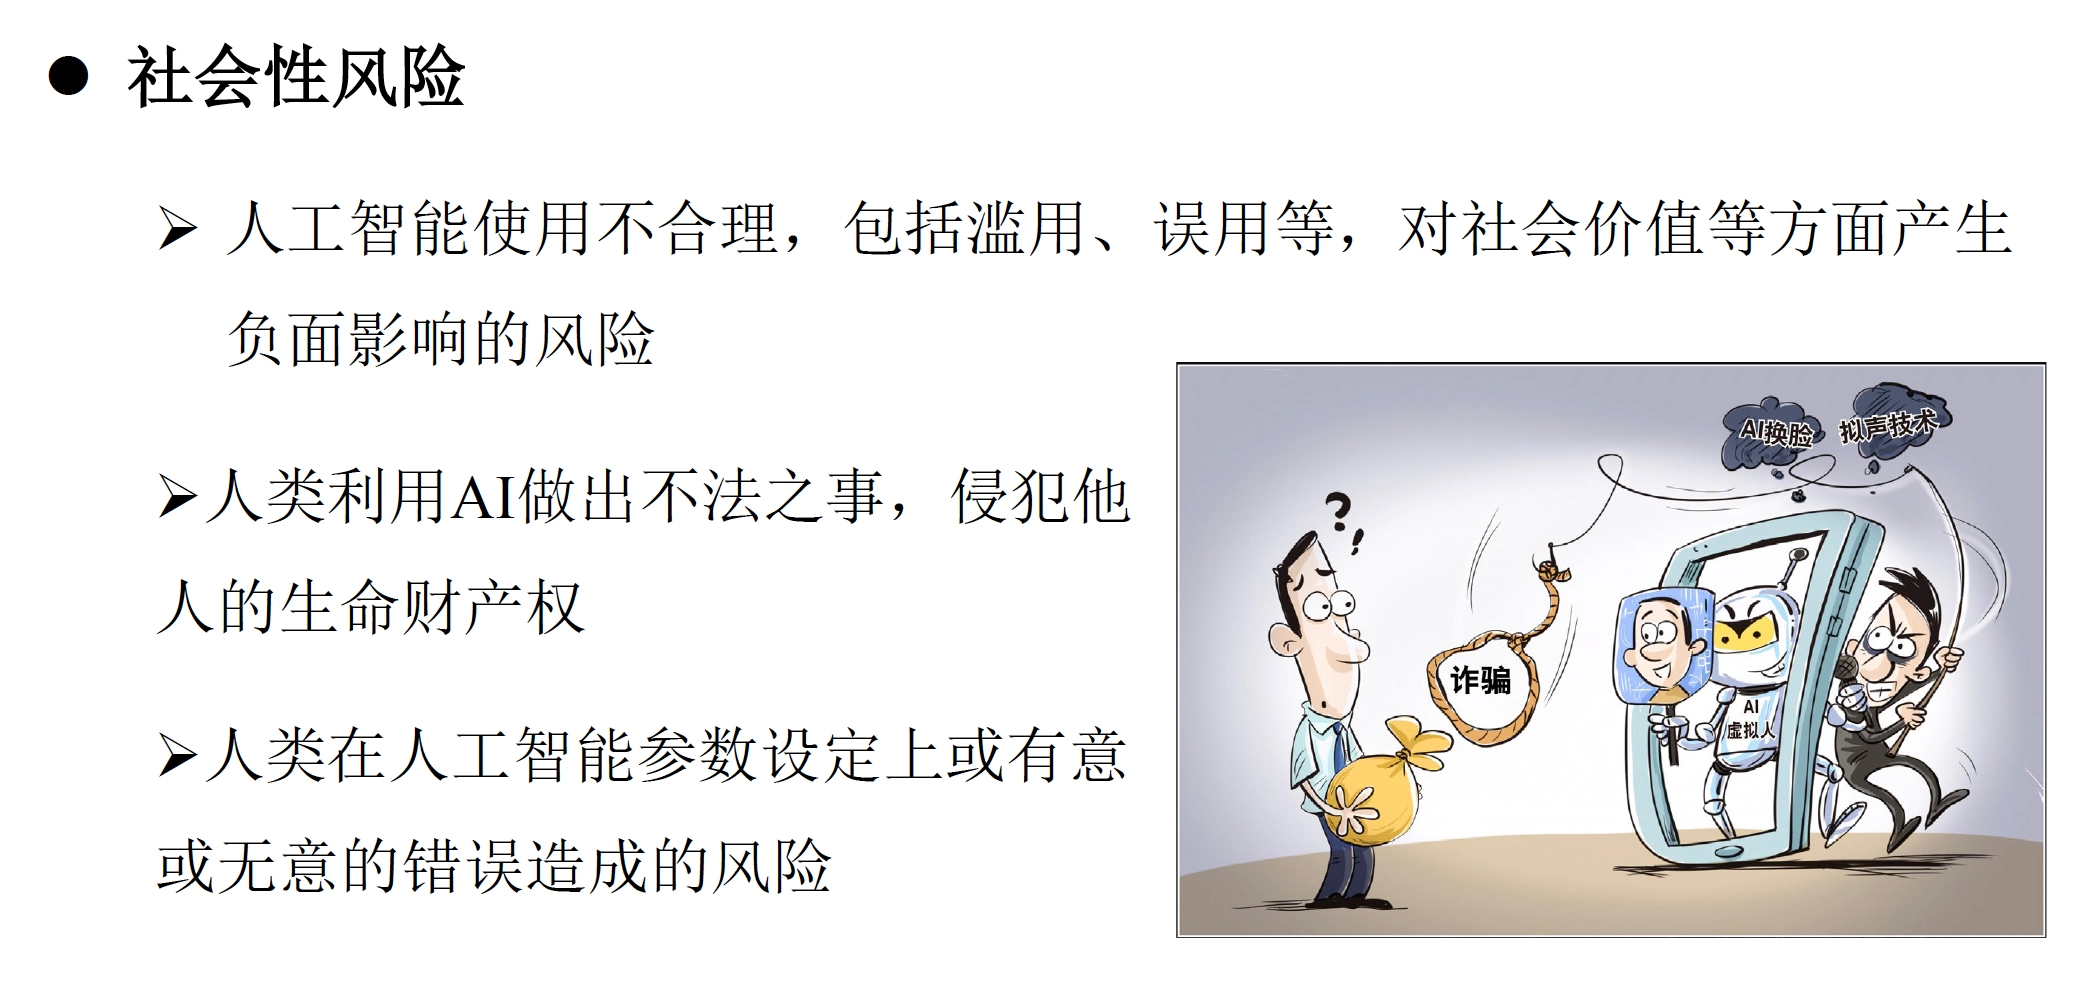 ● 社会性风险
➢ 人工智能使用不合理，包括滥用、误用等，对社会价值等方面产生
负面影响的风险
➢人类利用AI做出不法之事，侵犯他
人的生命财产权
➢人类在人工智能参数设定上或有意
或无意的错误造成的风险
AI换脸
拟声技术
?!
诈骗
AI
虚拟人